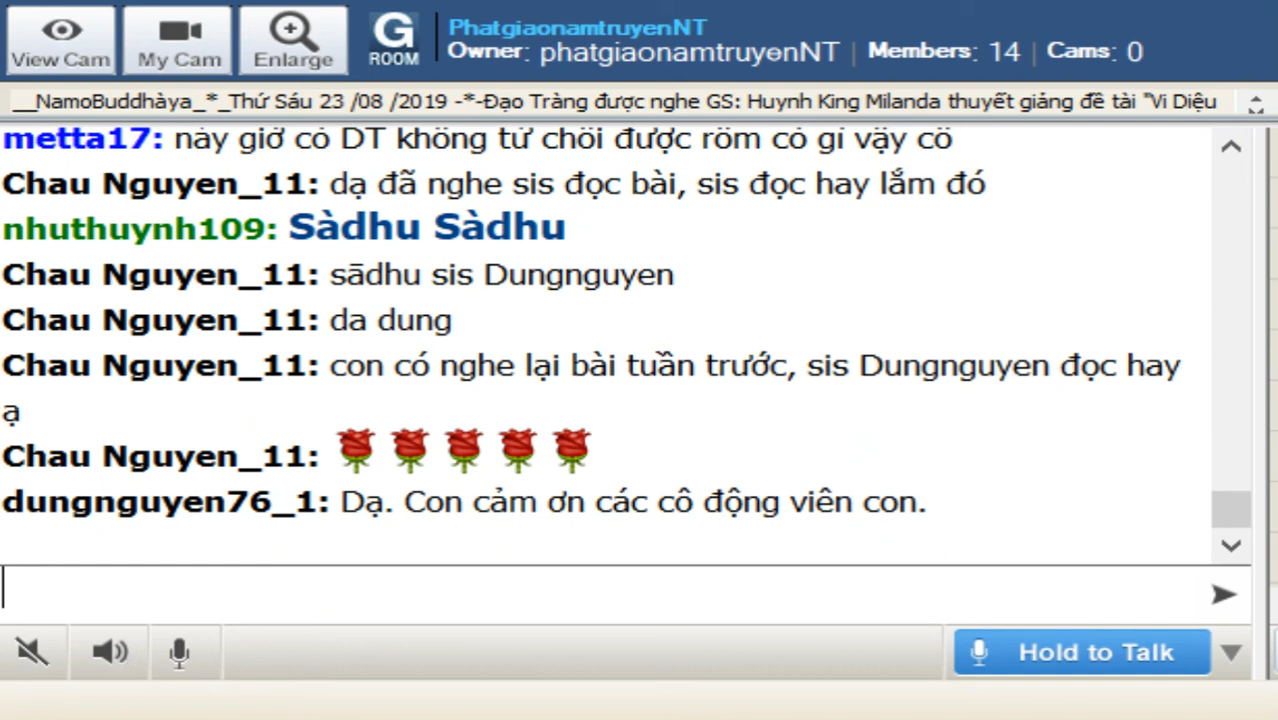 PhatgiaonamtruyenNT
View Cam My Cam Enlarge G ROOM Owner: phatgiaonamtruyenNT | Members: 14 | Cams: 0
__NamoBuddhàya_*_Thứ Sáu 23 /08 /2019 -*-Đạo Tràng được nghe GS: Huynh King Milanda thuyết giảng đề tài "Vi Diệu
metta17: nảy giờ có DT không từ chối được rồm có gì vậy cô
Chau Nguyen_11: dạ đã nghe sis đọc bài, sis đọc hay lắm đó
nhuthuynh109: Sàdhu Sàdhu
Chau Nguyen_11: sādhu sis Dungnguyen
Chau Nguyen_11: da dung
Chau Nguyen_11: con có nghe lại bài tuần trước, sis Dungnguyen đọc hay
ạ
Chau Nguyen_11: 🌹🌹🌹🌹🌹
dungnguyen76_1: Dạ. Con cảm ơn các cô động viên con.
Hold to Talk